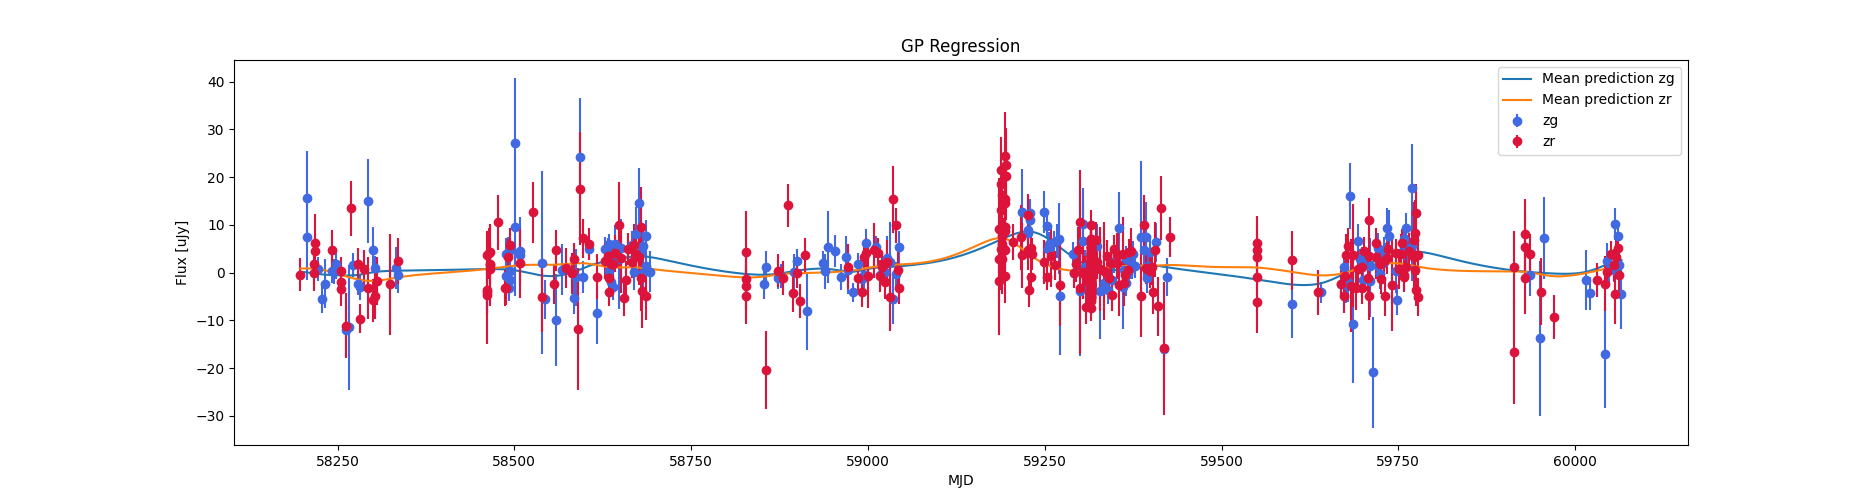 GP Regression
Flux [uJy]
40
30
20
10
0
−10
−20
−30
58250 58500 58750 59000 59250 59500 59750 60000
MJD
Mean prediction zg
Mean prediction zr
zg
zr